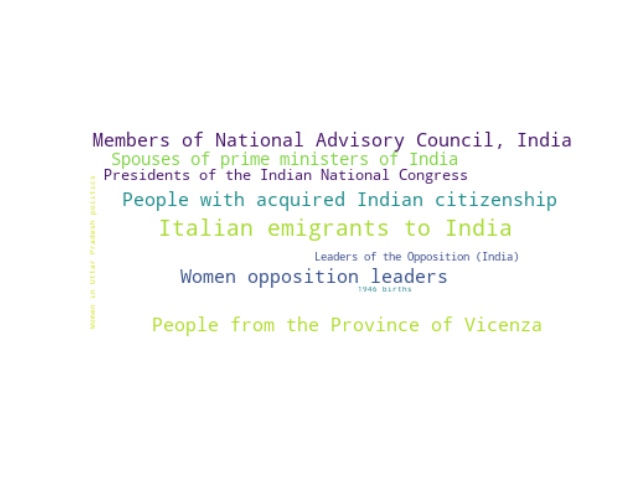 Members of National Advisory Council, India
Spouses of prime ministers of India
Presidents of the Indian National Congress
People with acquired Indian citizenship
Italian emigrants to India
Leaders of the Opposition (India)
Women opposition leaders
1946 births
People from the Province of Vicenza
Women in Uttar Pradesh politics